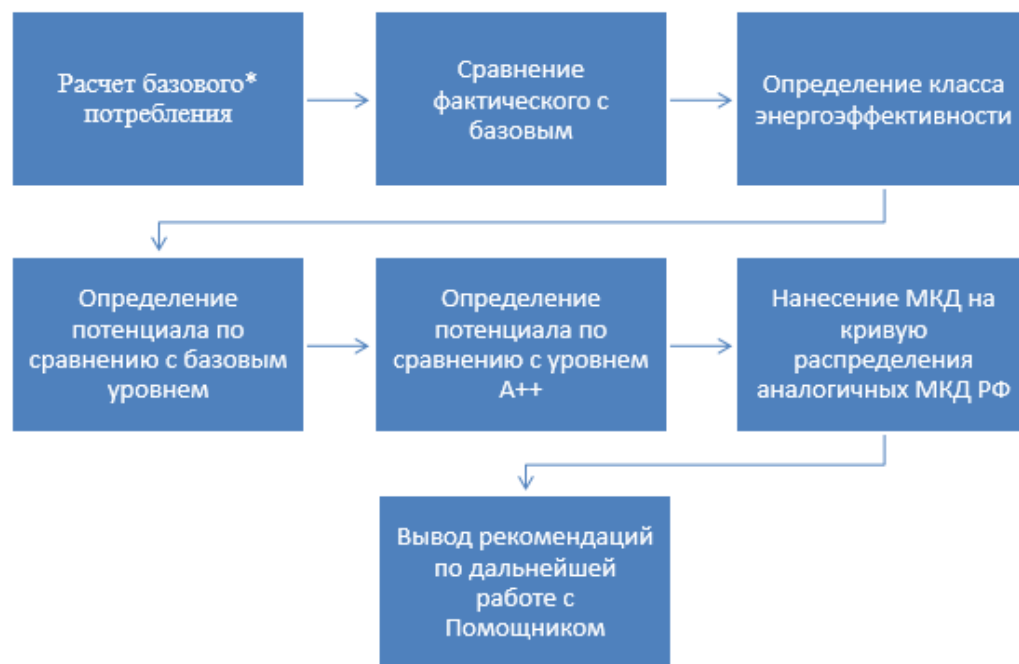 Расчет базового*
потребления
Сравнение
фактического с
базовым
Определение класса
энергоэффективности
Определение
потенциала по
сравнению с базовым
уровнем
Определение
потенциала по
сравнению с уровнем
А++
Нанесение МКД на
кривую
распределения
аналогичных МКД РФ
Вывод рекомендаций
по дальнейшей
работе с
Помощником